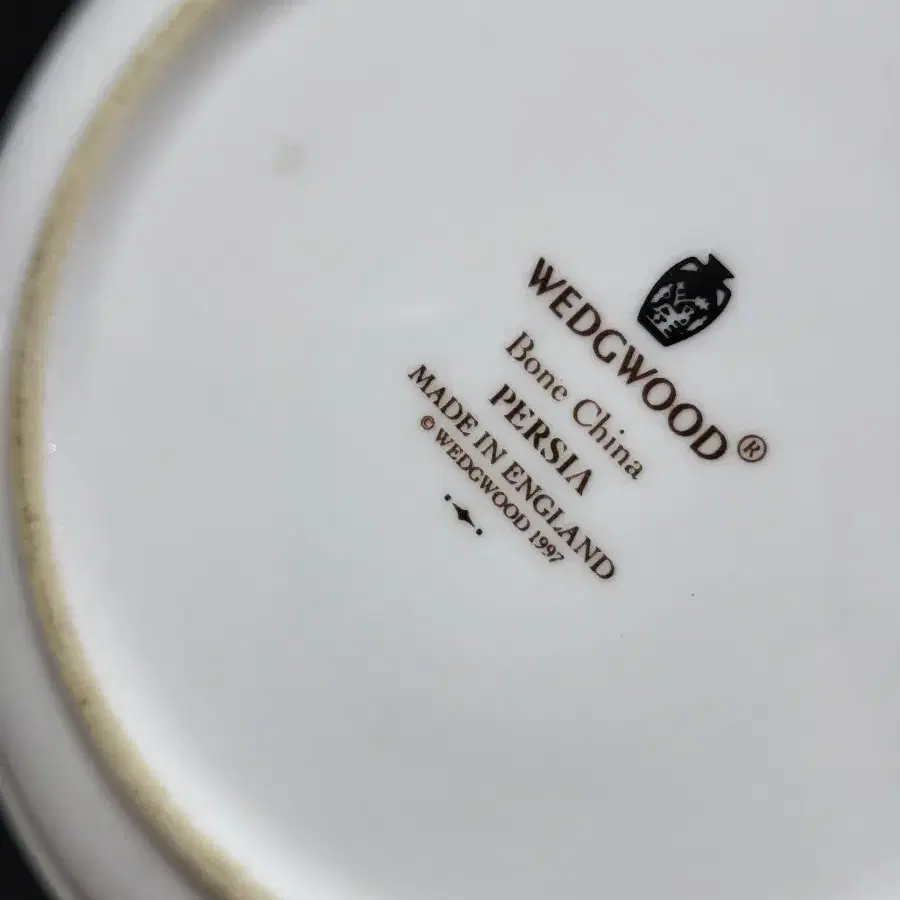 WEDGWOOD®
Bone China
PERSIA
MADE IN ENGLAND
© WEDGWOOD 1997